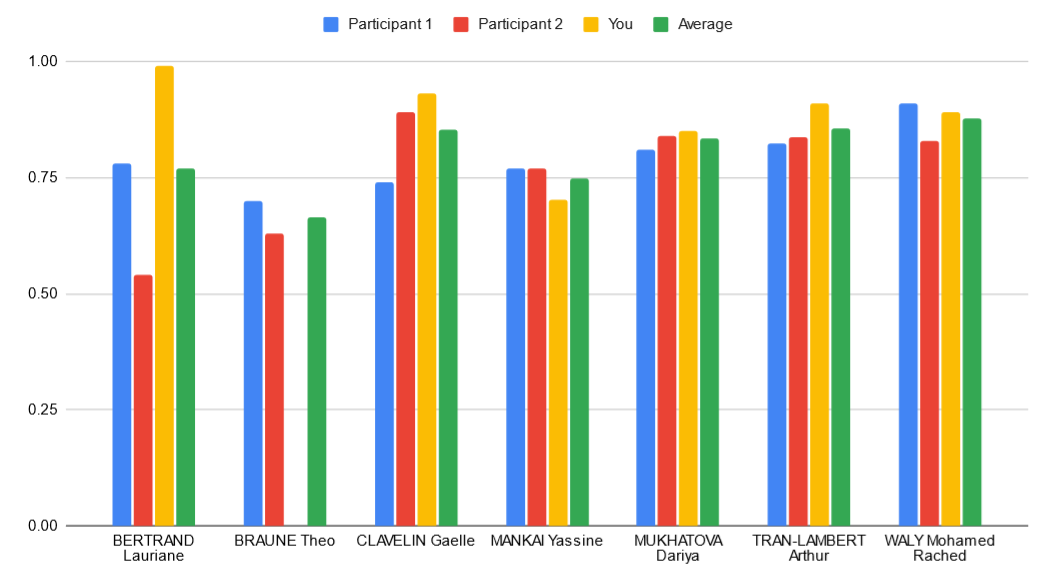 Participant 1 Participant 2 You Average
1.00
0.75
0.50
0.25
0.00
BERTRAND
Lauriane
BRAUNE Theo
CLAVELIN Gaelle
MANKAI Yassine
MUKHATOVA
Dariya
TRAN-LAMBERT
Arthur
WALY Mohamed
Rached